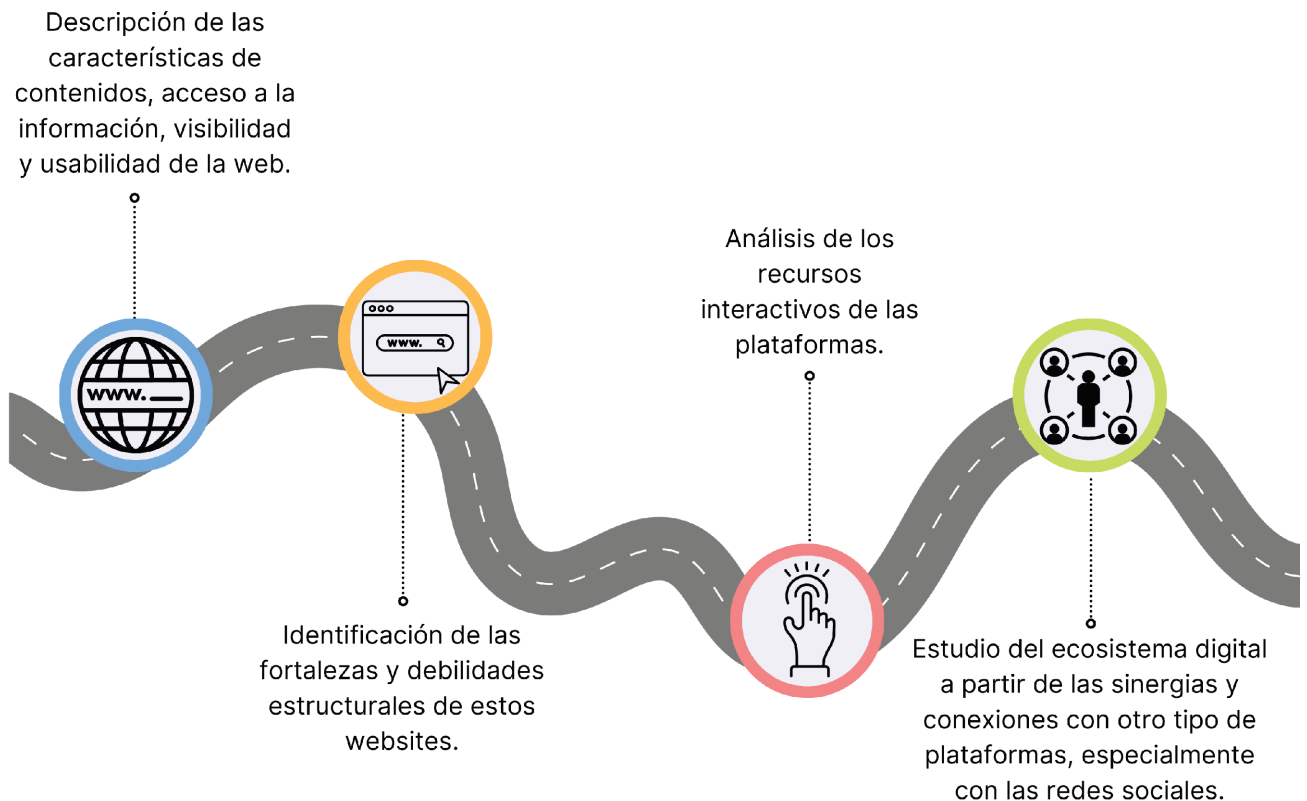 Descripción de las
características de
contenidos, acceso a la
información, visibilidad
y usabilidad de la web.
www.
www.
Identificación de las
fortalezas y debilidades
estructurales de estos
websites.
Análisis de los
recursos
interactivos de las
plataformas.
Estudio del ecosistema digital
a partir de las sinergias y
conexiones con otro tipo de
plataformas, especialmente
con las redes sociales.